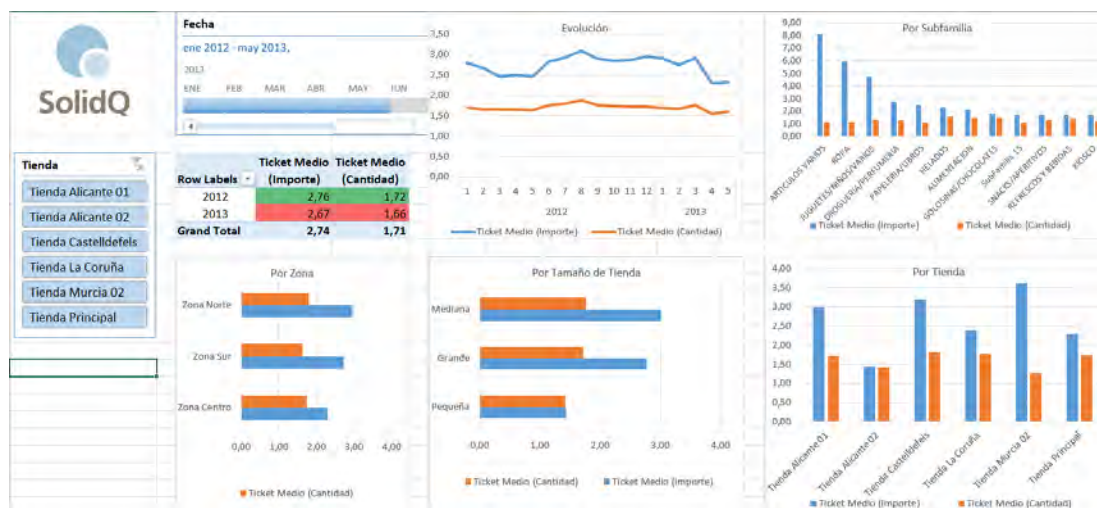 SolidQ
Fecha
ene 2012 - may 2013,
2013
ENE FEB MAR ABR MAY JUN
Tienda
Tienda Alicante 01
Tienda Alicante 02
Tienda Castelldefels
Tienda La Coruña
Tienda Murcia 02
Tienda Principal
Ticket Medio Ticket Medio
Row Labels (Importe) (Cantidad)
2012 2,76 1,72
2013 2,67 1,66
Grand Total 2,74 1,71
Evolución
3,50
3,00
2,50
2,00
1,50
1,00
0,50
0,00
1 2 3 4 5 6 7 8 9 10 11 12 1 2 3 4 5
2012 2013
Ticket Medio (Importe) Ticket Medio (Cantidad)
Por Subfamilia
9,00
8,00
7,00
6,00
5,00
4,00
3,00
2,00
1,00
0,00
ARTICULOS VARIOS
ROPA
JUGUETES/NIÑOS/VARIOS
DROGUERIA/PERFUMERIA
PAPELERIA/LIBROS
HELADOS
ALIMENTACION
GOLOSINAS/CHOCOLATES
Subfamilia 15
SNACKS/APERITIVOS
REFRESCOS Y BEBIDAS
KIOSCO
Ticket Medio (Importe) Ticket Medio (Cantidad)
Por Zona
Zona Norte
Zona Sur
Zona Centro
0,00 1,00 2,00 3,00 4,00
Ticket Medio (Cantidad)
Por Tamaño de Tienda
Mediana
Grande
Pequeña
0,00 1,00 2,00 3,00 4,00
Ticket Medio (Cantidad) Ticket Medio (Importe)
Por Tienda
4,00
3,50
3,00
2,50
2,00
1,50
1,00
0,50
0,00
Tienda Alicante 01
Tienda Alicante 02
Tienda Castelldefels
Tienda La Coruña
Tienda Murcia 02
Tienda Principal
Ticket Medio (Importe) Ticket Medio (Cantidad)